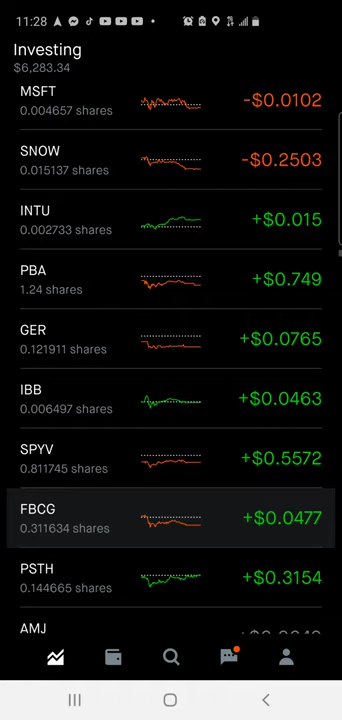 11:28
Investing
$6,283.34
MSFT
0.004657 shares
-$0.0102
SNOW
0.015137 shares
-$0.2503
INTU
0.002733 shares
+$0.015
PBA
1.24 shares
+$0.749
GER
0.121911 shares
+$0.0765
IBB
0.006497 shares
+$0.0463
SPYV
0.811745 shares
+$0.5572
FBCG
0.311634 shares
+$0.0477
PSTH
0.144665 shares
+$0.3154
AMJ